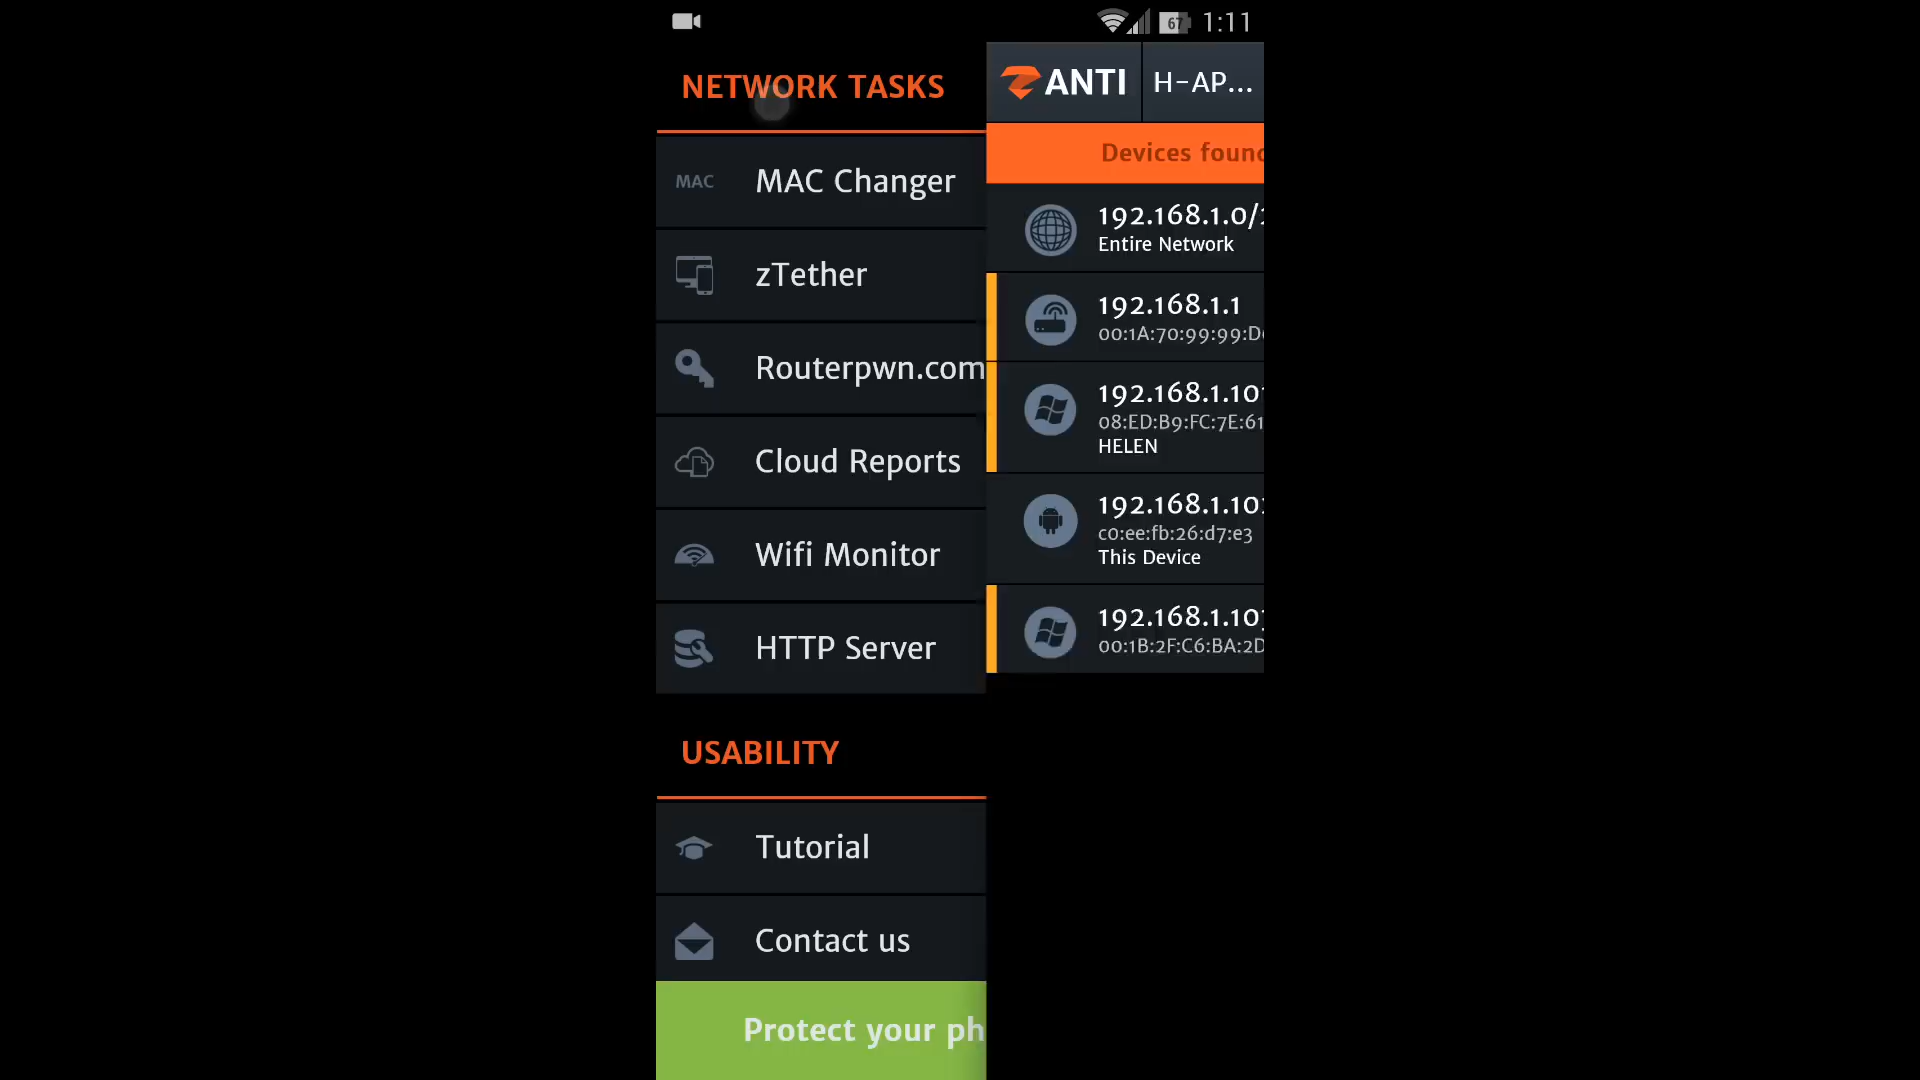 67 1:11
NETWORK TASKS
MAC MAC Changer
zTether
Routerpwn.com
Cloud Reports
Wifi Monitor
HTTP Server
USABILITY
Tutorial
Contact us
Protect your ph
ANTI H-AP...
Devices found
192.168.1.0/
Entire Network
192.168.1.1
00:1A:70:99:99:D
192.168.1.10
08:ED:B9:FC:7E:61
HELEN
192.168.1.10
c0:ee:fb:26:d7:e3
This Device
192.168.1.10
00:1B:2F:C6:BA:2D